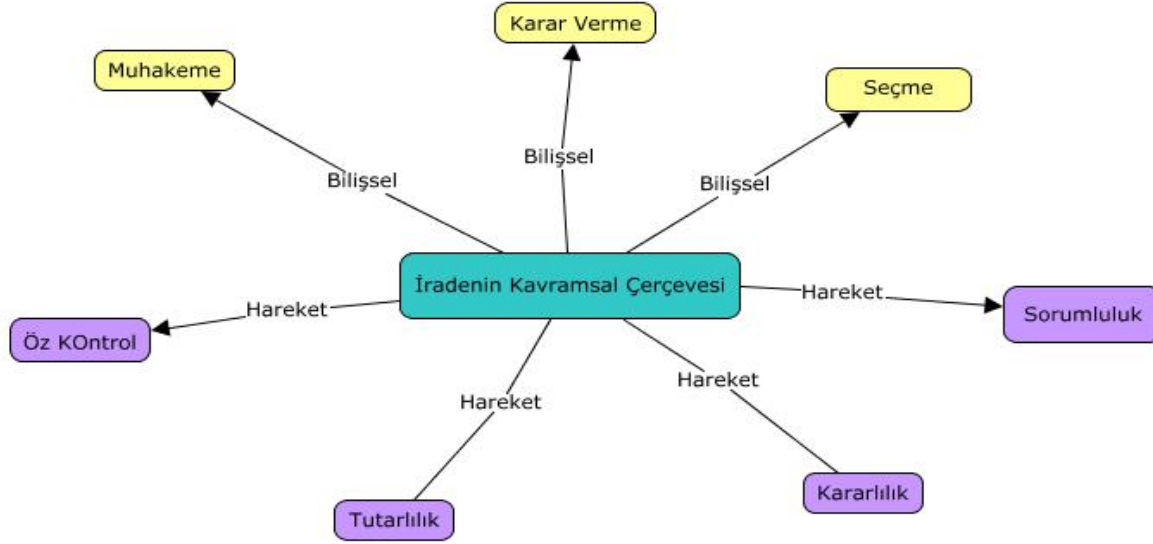 Karar Verme
Muhakeme
Seçme
Bilişsel
Bilişsel
Bilişsel
İradenin Kavramsal Çerçevesi
Hareket
Hareket
Öz KOntrol
Sorumluluk
Hareket
Hareket
Tutarlılık
Kararlılık